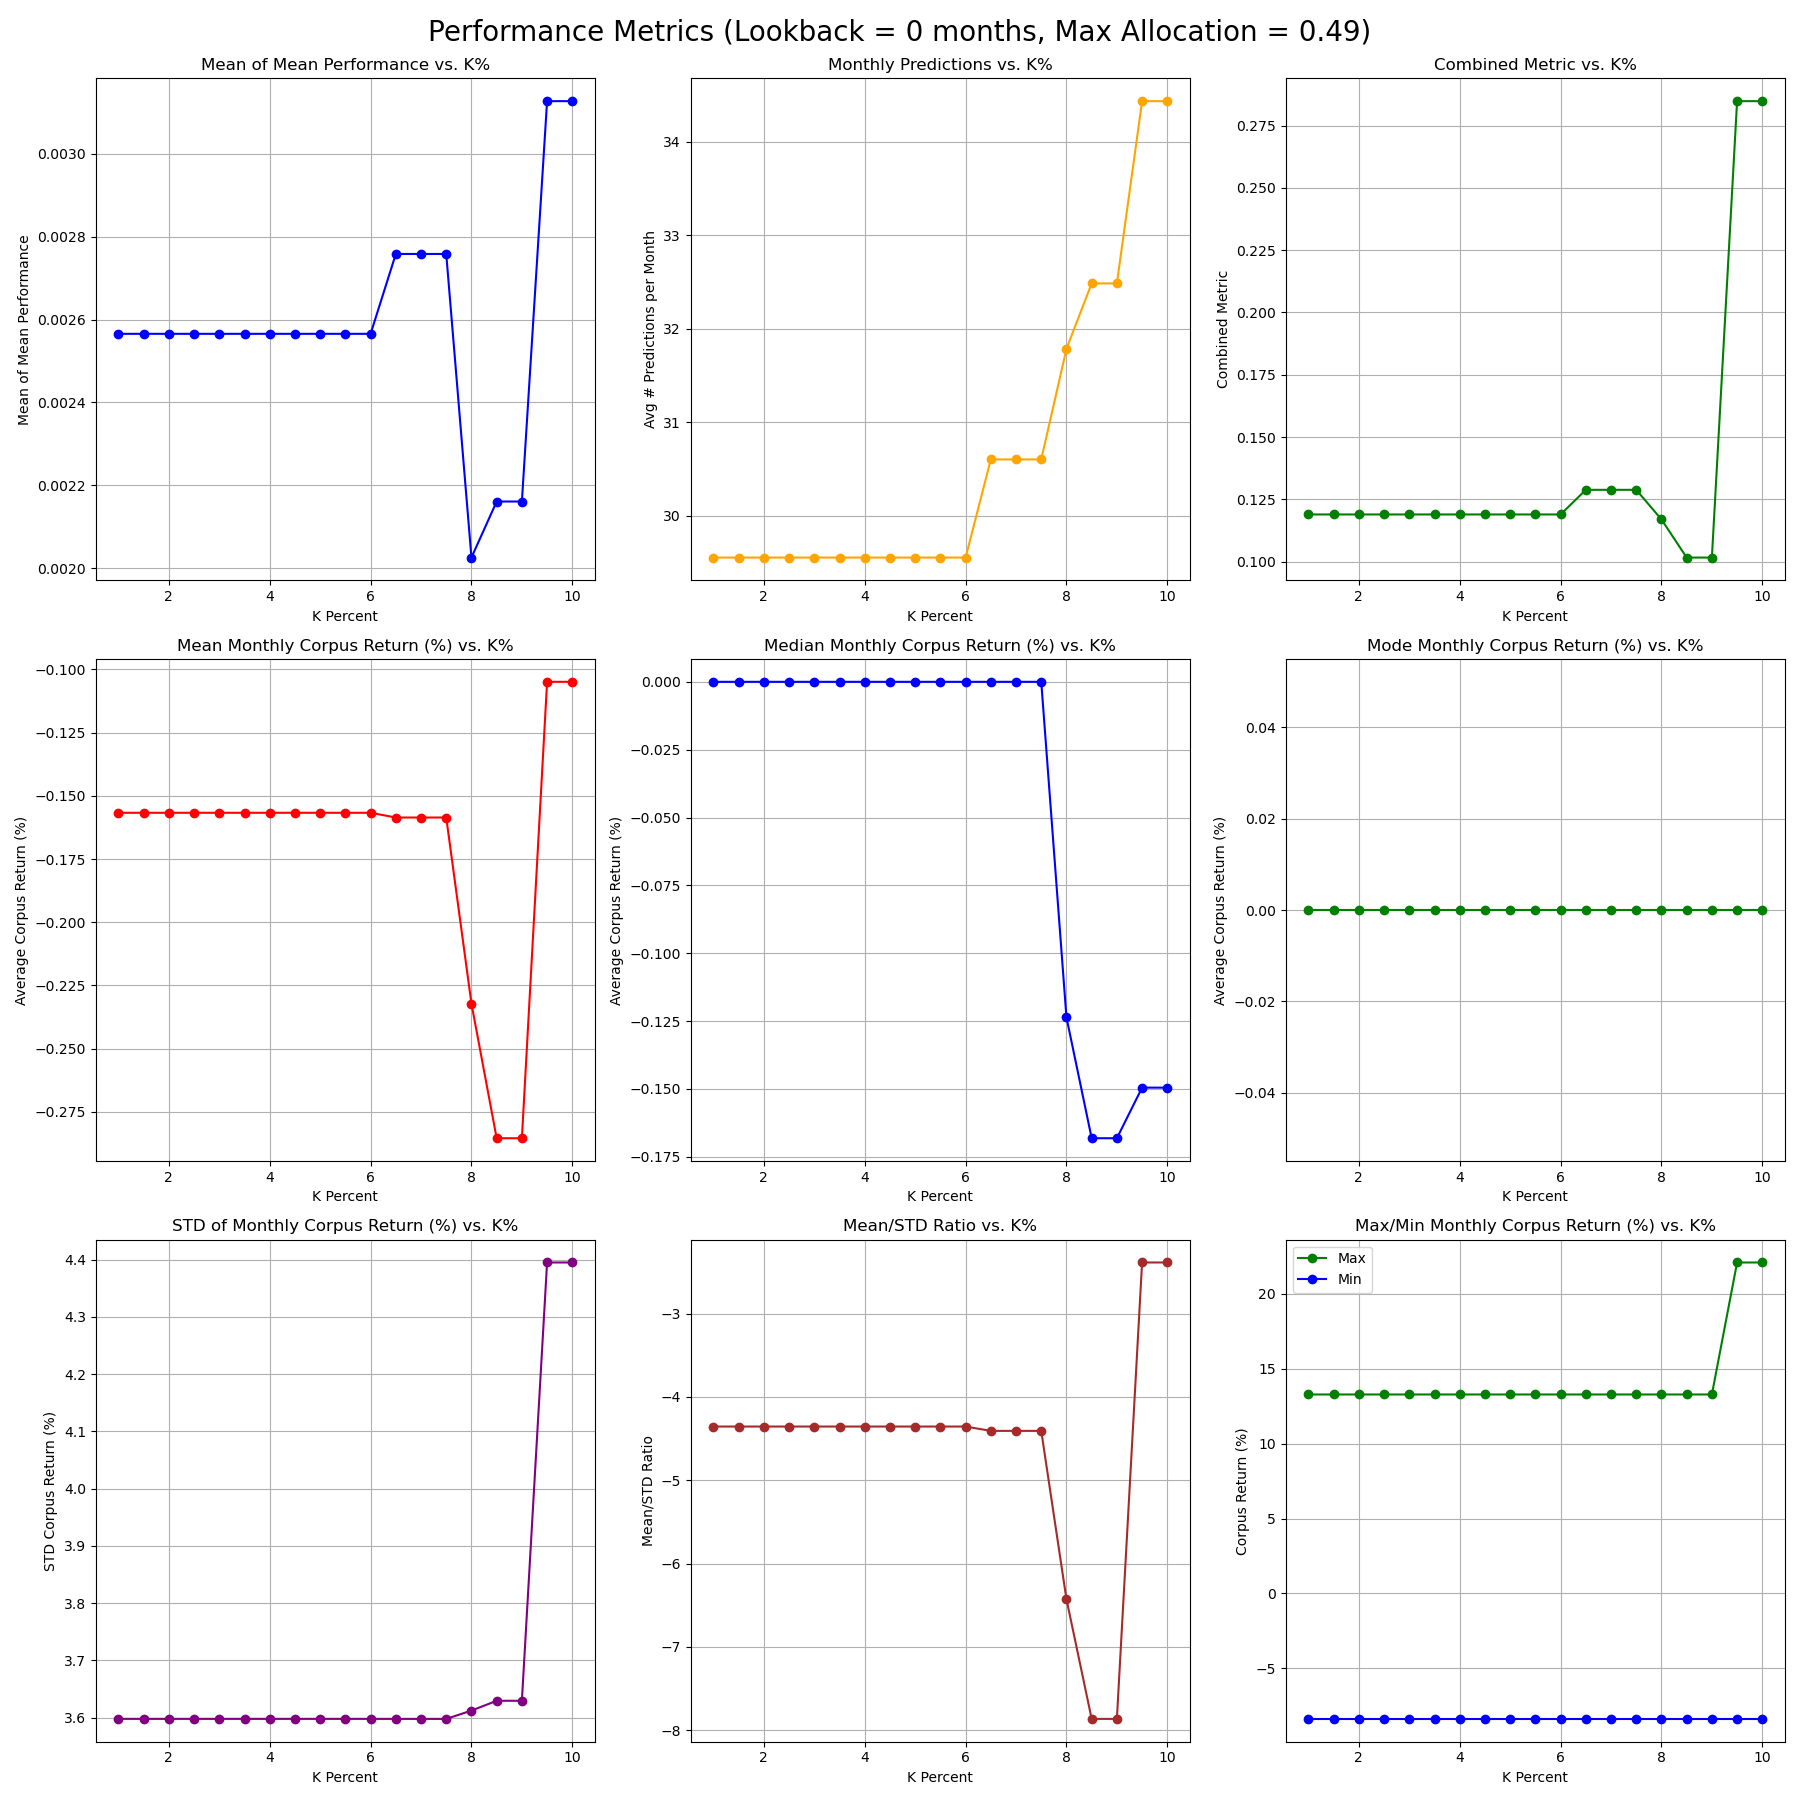 Performance Metrics (Lookback = 0 months, Max Allocation = 0.49)
Mean of Mean Performance vs. K%
Mean of Mean Performance
0.0030
0.0028
0.0026
0.0024
0.0022
0.0020
2 4 6 8 10
K Percent
Monthly Predictions vs. K%
Avg # Predictions per Month
34
33
32
31
30
2 4 6 8 10
K Percent
Combined Metric vs. K%
Combined Metric
0.275
0.250
0.225
0.200
0.175
0.150
0.125
0.100
2 4 6 8 10
K Percent
Mean Monthly Corpus Return (%) vs. K%
Average Corpus Return (%)
−0.100
−0.125
−0.150
−0.175
−0.200
−0.225
−0.250
−0.275
2 4 6 8 10
K Percent
Median Monthly Corpus Return (%) vs. K%
Average Corpus Return (%)
0.000
−0.025
−0.050
−0.075
−0.100
−0.125
−0.150
−0.175
2 4 6 8 10
K Percent
Mode Monthly Corpus Return (%) vs. K%
Average Corpus Return (%)
0.04
0.02
0.00
−0.02
−0.04
2 4 6 8 10
K Percent
STD of Monthly Corpus Return (%) vs. K%
STD Corpus Return (%)
4.4
4.3
4.2
4.1
4.0
3.9
3.8
3.7
3.6
2 4 6 8 10
K Percent
Mean/STD Ratio vs. K%
Mean/STD Ratio
−3
−4
−5
−6
−7
−8
2 4 6 8 10
K Percent
Max/Min Monthly Corpus Return (%) vs. K%
Max
Min
Corpus Return (%)
20
15
10
5
0
−5
2 4 6 8 10
K Percent